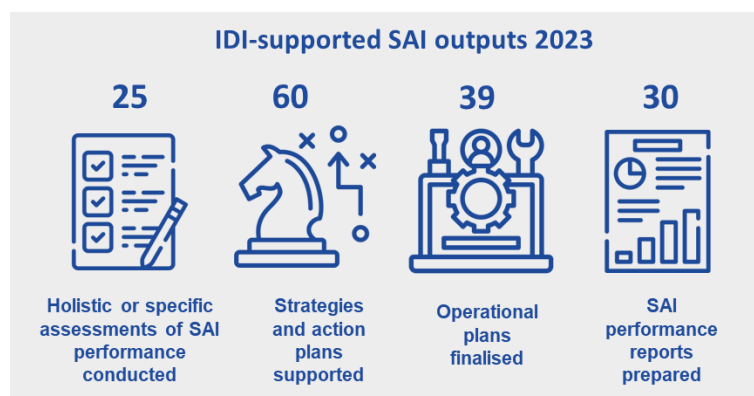 IDI-supported SAI outputs 2023
25
60
39
30
Holistic or specific
assessments of SAI
performance
conducted
Strategies
and action
plans
supported
Operational
plans
finalised
SAI
performance
reports
prepared